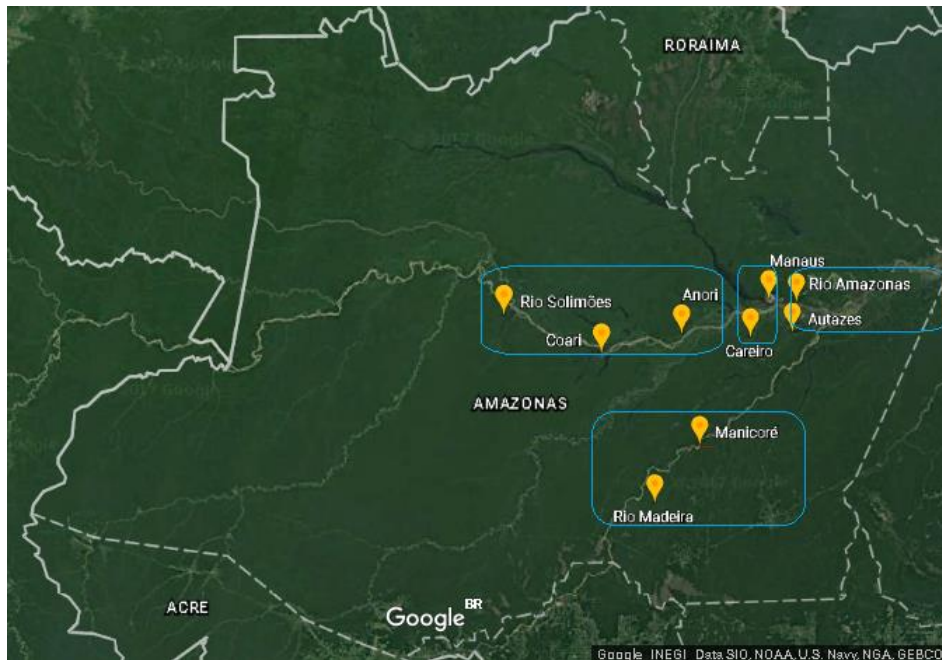 RORAIMA
Manaus
Rio Amazonas
Anori
Rio Solimões
Autazes
Coari
Careiro
AMAZONAS
Manicoré
Rio Madeira
ACRE
Google BR
Google INEGI Data SIO, NOAA, U.S. Navy, NGA, GEBCO